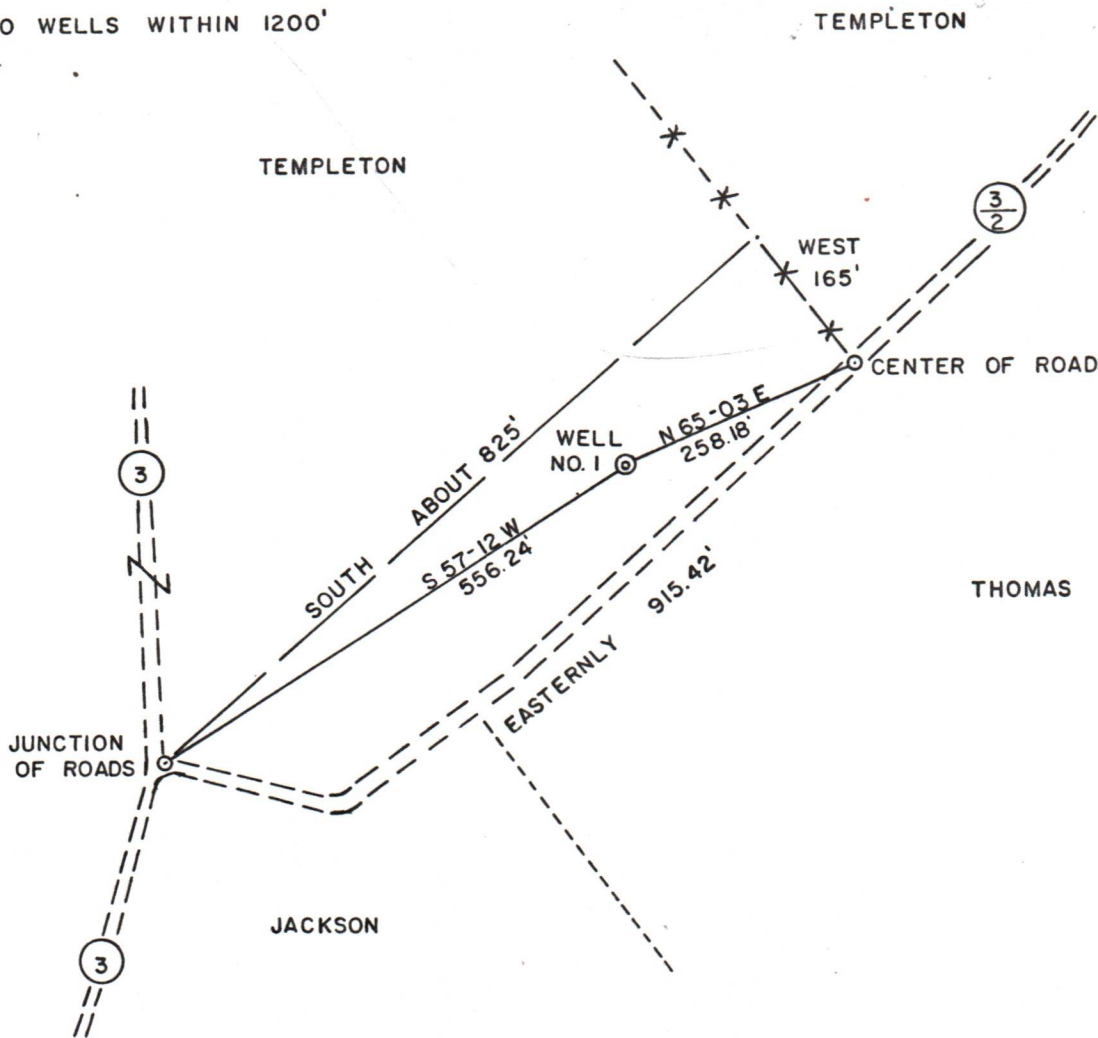 O WELLS WITHIN 1200'
TEMPLETON
TEMPLETON
3
2
WEST
165'
CENTER OF ROAD
N 65-03 E
258.18'
WELL
NO. 1
3
SOUTH ABOUT 825'
S 57-12 W
556.24'
915.42'
EASTERNLY
THOMAS
JUNCTION
OF ROADS
JACKSON
3